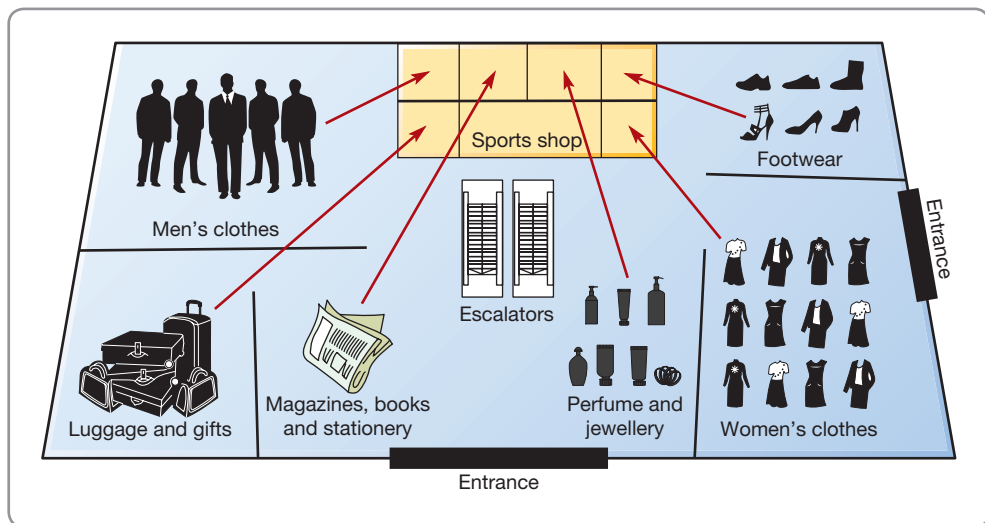 Sports shop
Footwear
Men's clothes
Entrance
Escalators
Luggage and gifts
Magazines, books
and stationery
Perfume and
jewellery
Women's clothes
Entrance